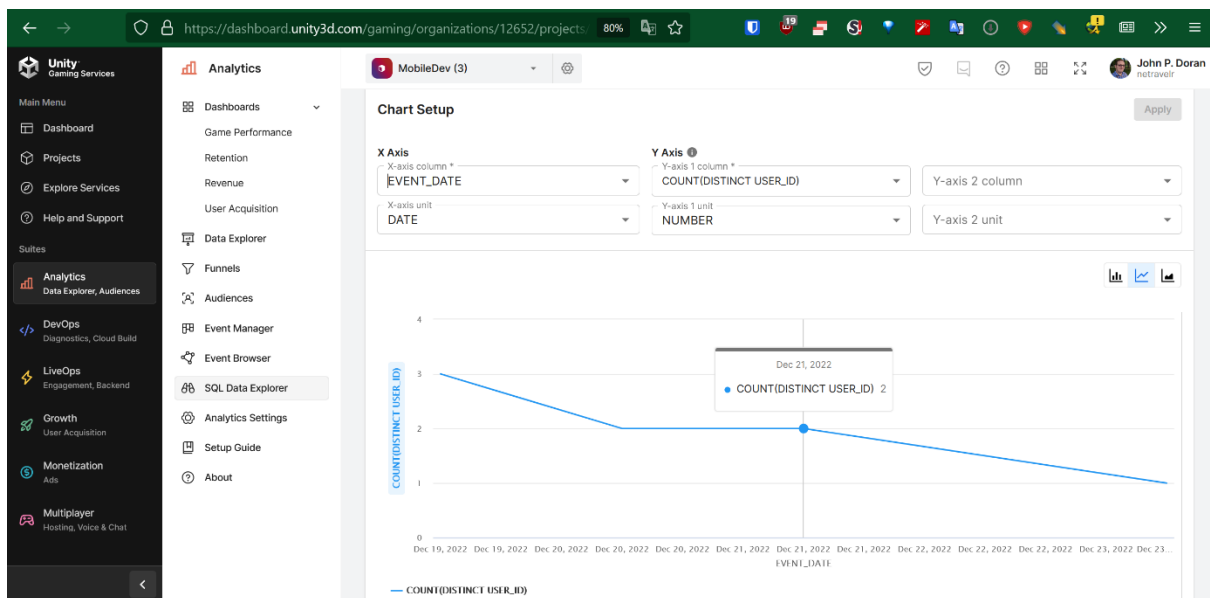 https://dashboard.unity3d.com/gaming/organizations/12652/projects/
80%
19
Unity
Gaming Services
Main Menu
Dashboard
Projects
Explore Services
Help and Support
Suites
Analytics
Data Explorer, Audiences
DevOps
Diagnostics, Cloud Build
LiveOps
Engagement, Backend
Growth
User Acquisition
Monetization
Ads
Multiplayer
Hosting, Voice & Chat
Analytics
Dashboards
Game Performance
Retention
Revenue
User Acquisition
Data Explorer
Funnels
Audiences
Event Manager
Event Browser
SQL Data Explorer
Analytics Settings
Setup Guide
About
MobileDev (3)
John P. Doran
netravelr
Chart Setup
Apply
X Axis
X-axis column *
EVENT_DATE
X-axis unit
DATE
Y Axis
Y-axis 1 column *
COUNT(DISTINCT USER_ID)
Y-axis 1 unit
NUMBER
Y-axis 2 column
Y-axis 2 unit
COUNT(DISTINCT USER_ID)
4
3
2
1
0
Dec 21, 2022
COUNT(DISTINCT USER_ID) 2
Dec 19, 2022 Dec 19, 2022 Dec 20, 2022 Dec 20, 2022 Dec 20, 2022 Dec 21, 2022 Dec 21, 2022 Dec 21, 2022 Dec 22, 2022 Dec 22, 2022 Dec 22, 2022 Dec 23, 2022 Dec 23...
EVENT_DATE
COUNT(DISTINCT USER_ID)